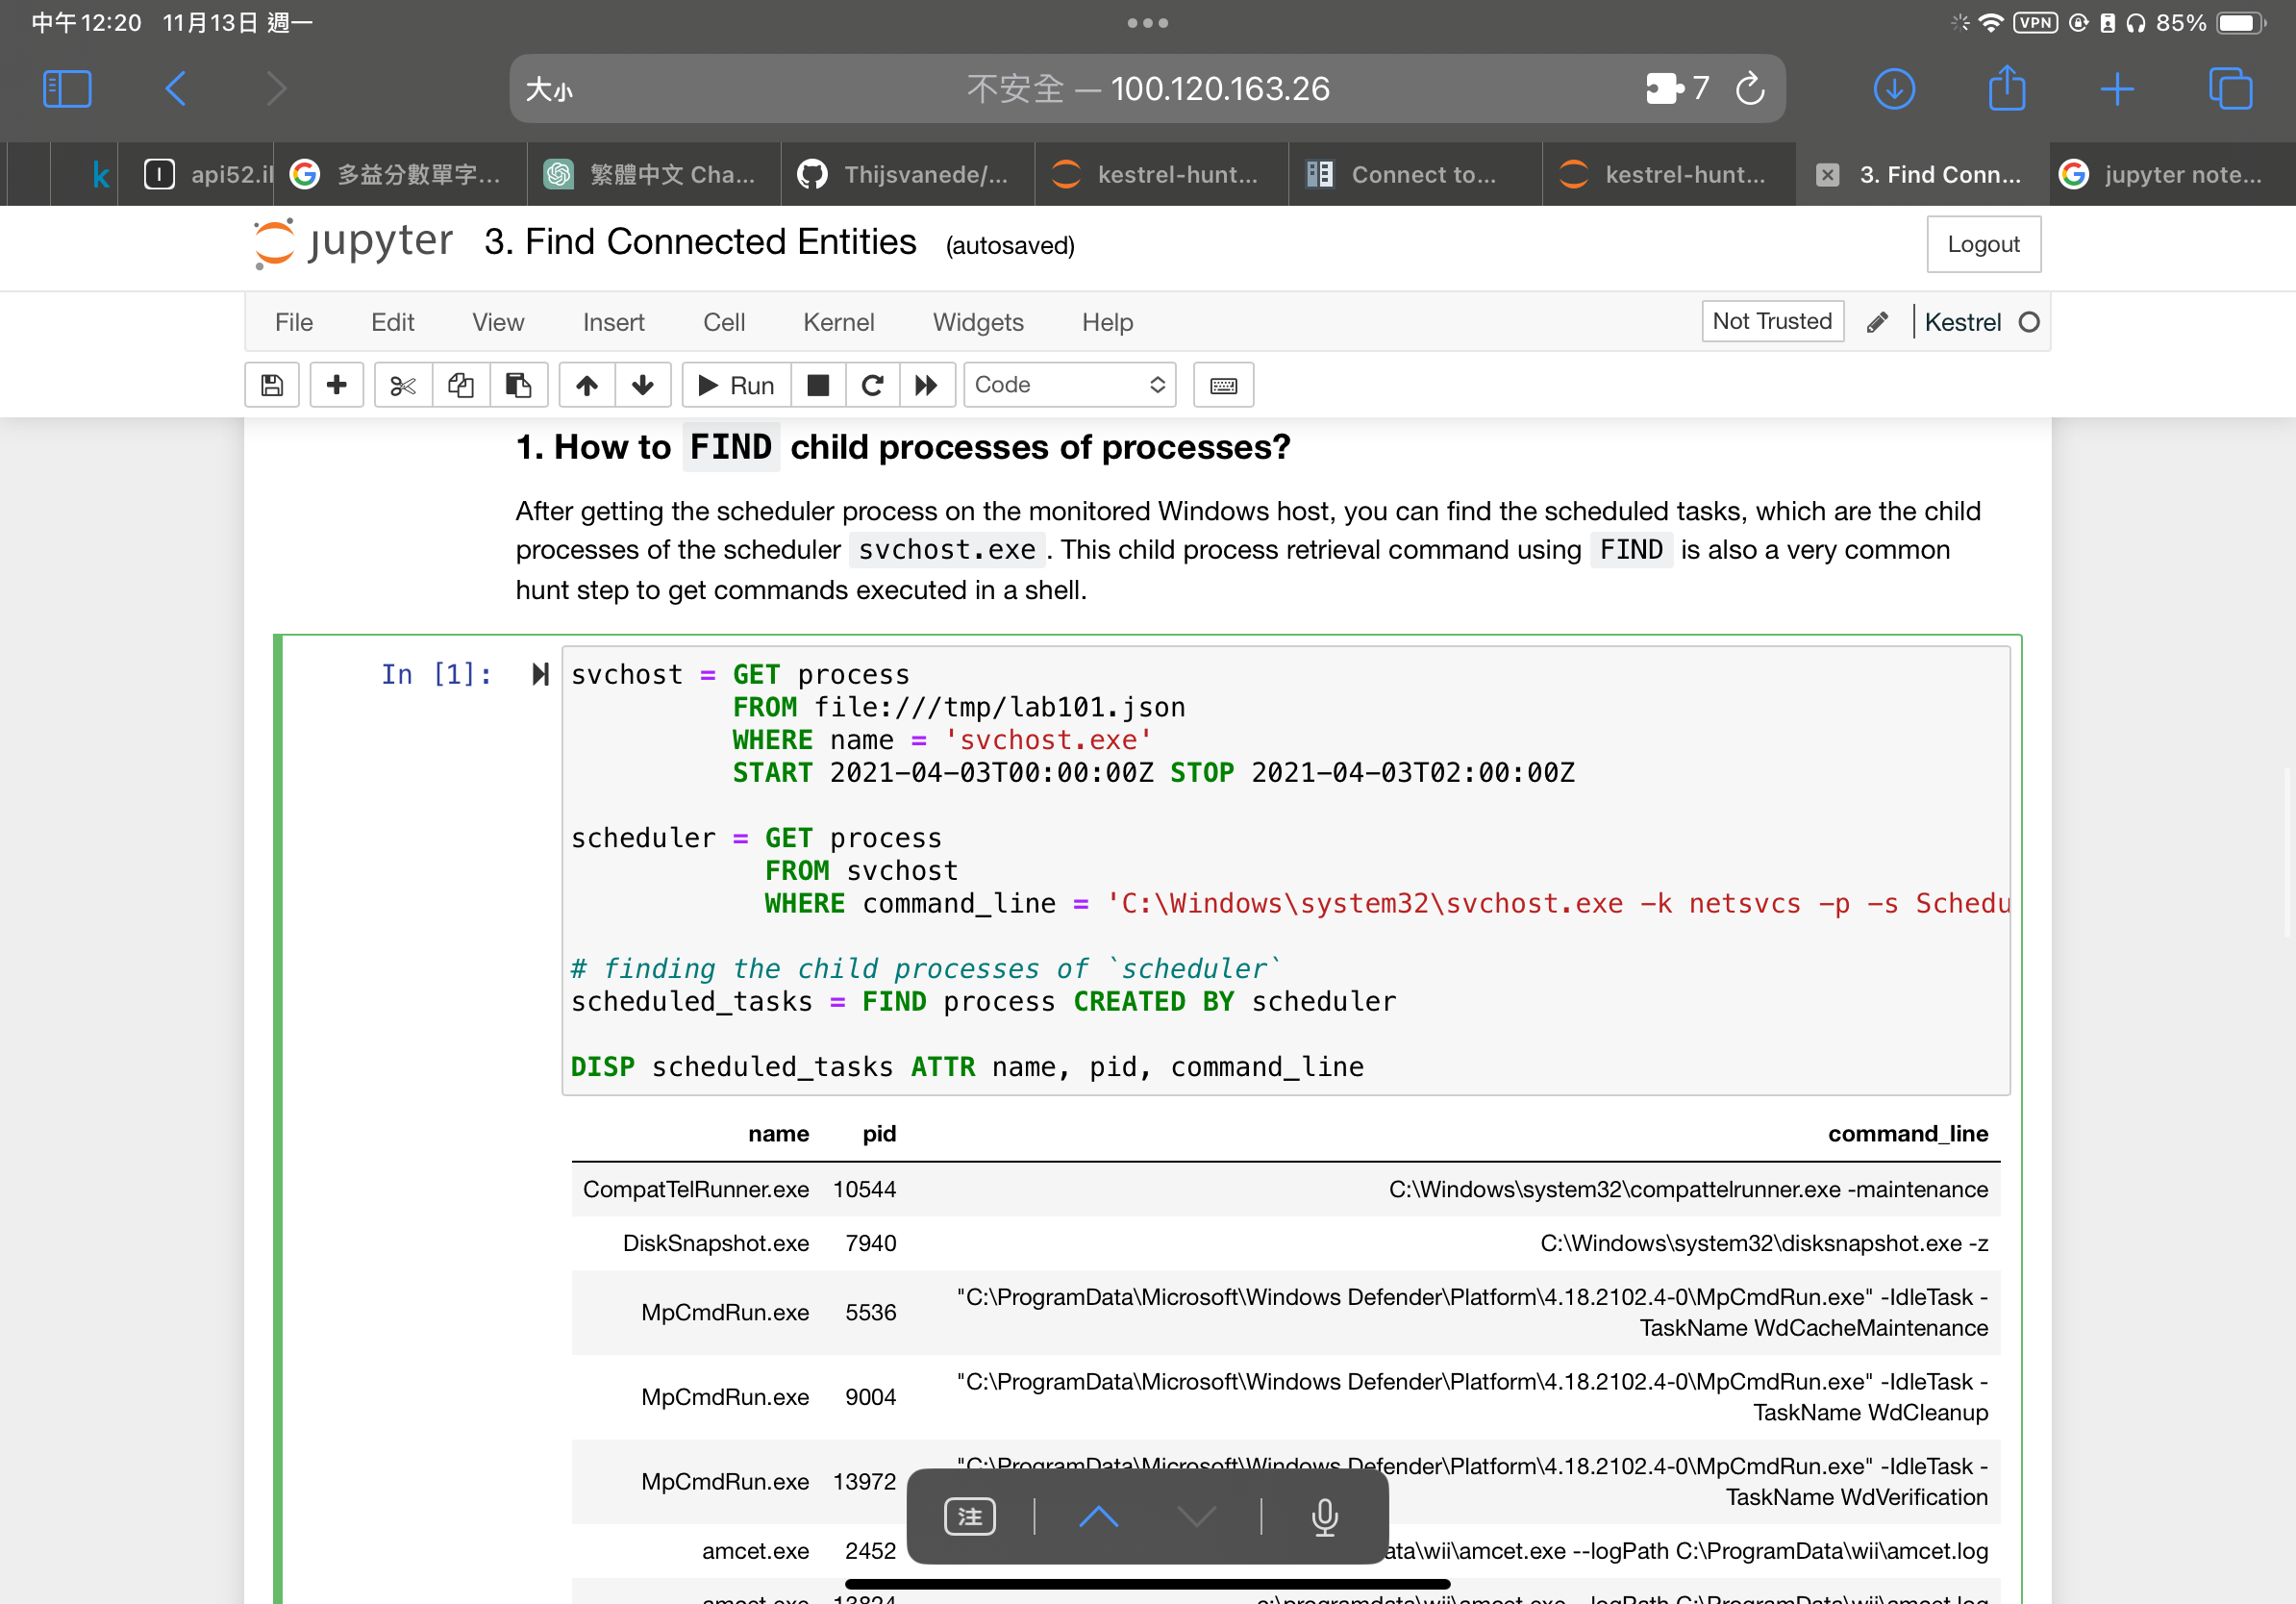 中午12:20 11月13日 週一
VPN 85%
大小 不安全 — 100.120.163.26 7
k I api52.il 多益分數單字... 繁體中文 Cha... Thijsvanede/... kestrel-hunt... Connect to... kestrel-hunt... 3. Find Conn... jupyter note...
jupyter 3. Find Connected Entities (autosaved) Logout
File Edit View Insert Cell Kernel Widgets Help Not Trusted Kestrel
Run Code
1. How to FIND child processes of processes?
After getting the scheduler process on the monitored Windows host, you can find the scheduled tasks, which are the child
processes of the scheduler svchost.exe . This child process retrieval command using FIND is also a very common
hunt step to get commands executed in a shell.
In [1]: svchost = GET process
FROM file:///tmp/lab101.json
WHERE name = 'svchost.exe'
START 2021-04-03T00:00:00Z STOP 2021-04-03T02:00:00Z
scheduler = GET process
FROM svchost
WHERE command_line = 'C:\Windows\system32\svchost.exe -k netsvcs -p -s Schedu
# finding the child processes of `scheduler`
scheduled_tasks = FIND process CREATED BY scheduler
DISP scheduled_tasks ATTR name, pid, command_line
name pid command_line
CompatTelRunner.exe 10544 C:\Windows\system32\compattelrunner.exe -maintenance
DiskSnapshot.exe 7940 C:\Windows\system32\disksnapshot.exe -z
MpCmdRun.exe 5536 "C:\ProgramData\Microsoft\Windows Defender\Platform\4.18.2102.4-0\MpCmdRun.exe" -IdleTask -
TaskName WdCacheMaintenance
MpCmdRun.exe 9004 "C:\ProgramData\Microsoft\Windows Defender\Platform\4.18.2102.4-0\MpCmdRun.exe" -IdleTask -
TaskName WdCleanup
MpCmdRun.exe 13972 "C:\ProgramData\Microsoft\Windows Defender\Platform\4.18.2102.4-0\MpCmdRun.exe" -IdleTask -
TaskName WdVerification
注
amcet.exe 2452 ata\wii\amcet.exe --logPath C:\ProgramData\wii\amcet.log
amcet.exe 13824 c:\programdata\wii\amcet.exe --logPath C:\ProgramData\wii\amcet.log